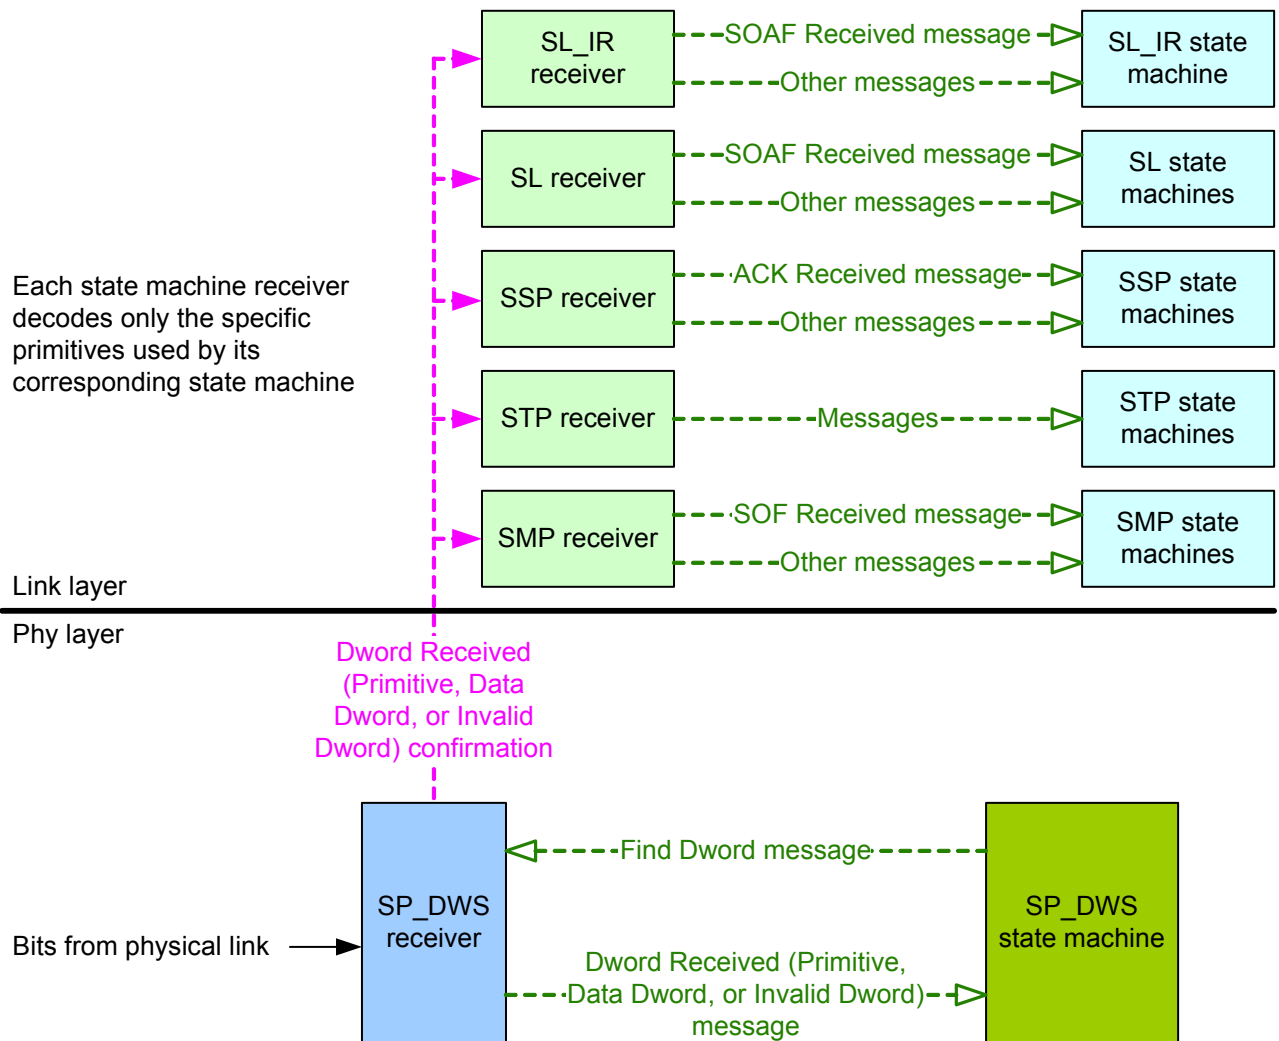 SL_IR
receiver
SOAF Received message
Other messages
SL_IR state
machine
SL receiver
SOAF Received message
Other messages
SL state
machines
Each state machine receiver
decodes only the specific
primitives used by its
corresponding state machine
SSP receiver
ACK Received message
Other messages
SSP state
machines
STP receiver
Messages
STP state
machines
SMP receiver
SOF Received message
Other messages
SMP state
machines
Link layer
Phy layer
Dword Received
(Primitive, Data
Dword, or Invalid
Dword) confirmation
Find Dword message
SP_DWS
receiver
SP_DWS
state machine
Bits from physical link
Dword Received (Primitive,
Data Dword, or Invalid Dword)
message